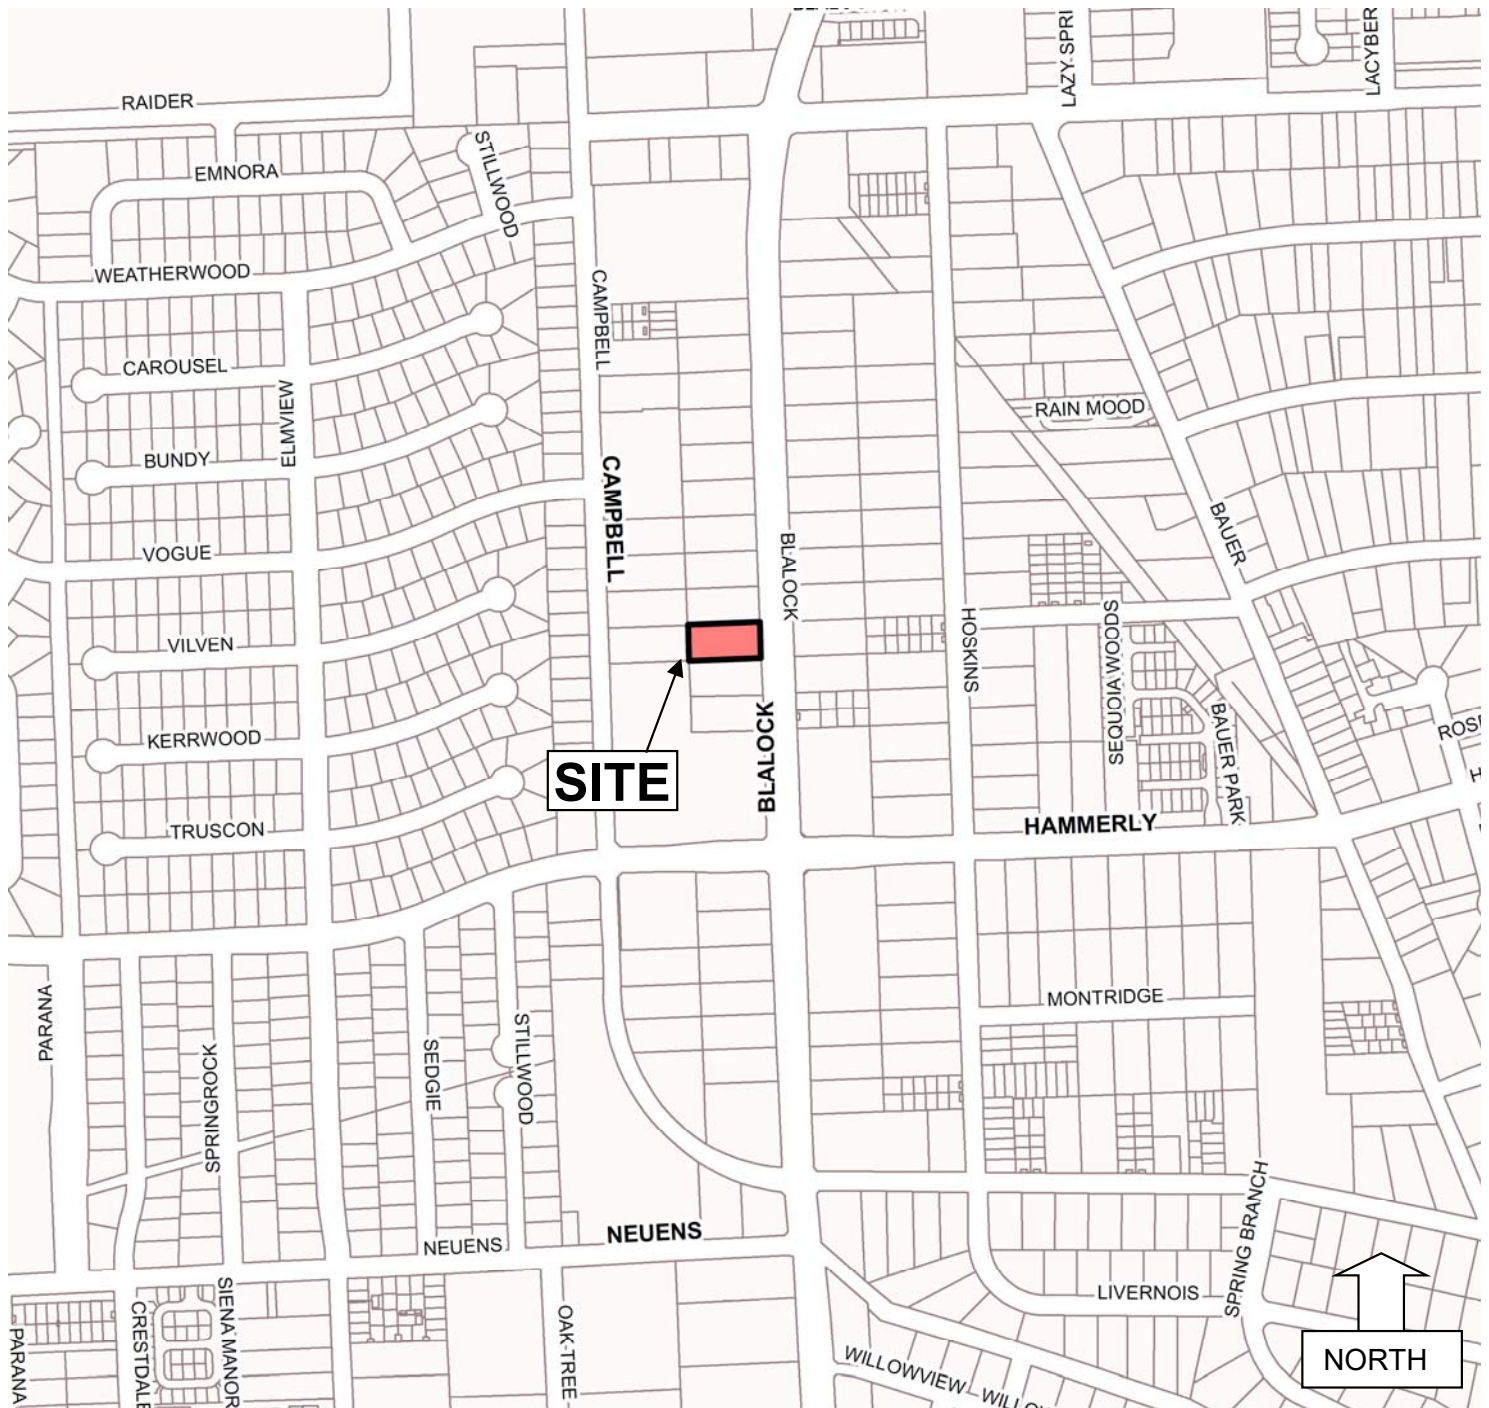 LAZY SPRI
LACYBER
RAIDER
EMNORA
STILLWOOD
WEATHERWOOD
CAMPBELL
CAROUSEL
ELMVIEW
RAIN MOOD
BUNDY
CAMPBELL
BAUER
VOGUE
BLALOCK
HOSKINS
SEQUOIA WOODS
VILVEN
BAUER PARK
KERRWOOD
ROSE
SITE
BLALOCK
TRUSCON
HAMMERLY
PARANA
MONTRIDGE
SPRINGROCK
SEDGIE
STILLWOOD
SPRING BRANCH
NEUENS
NEUENS
LIVERNOIS
SIENA MANOR
CRESTDALE
PARANA
OAK TREE
WILLOWVIEW
WILLOW
NORTH